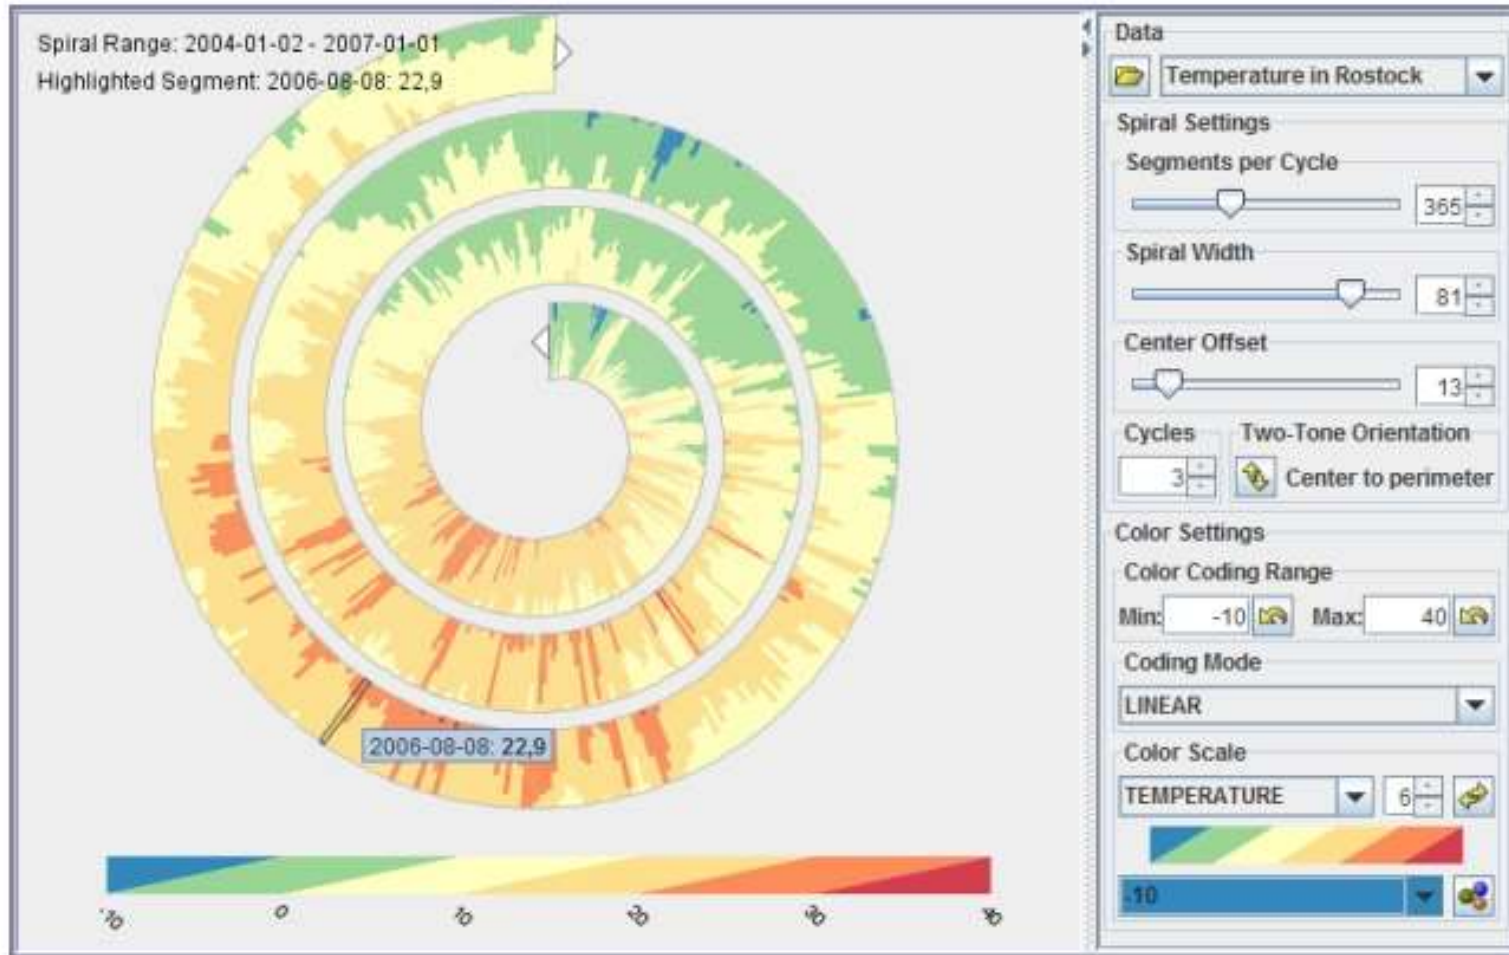 Spiral Range: 2004-01-02 - 2007-01-01
Highlighted Segment: 2006-08-08: 22,9
2006-08-08: 22,9
-10 0 10 20 30 40
Data
Temperature in Rostock
Spiral Settings
Segments per Cycle
365
Spiral Width
81
Center Offset
13
Cycles
3
Two-Tone Orientation
Center to perimeter
Color Settings
Color Coding Range
Min: -10 Max: 40
Coding Mode
LINEAR
Color Scale
TEMPERATURE 6
-10